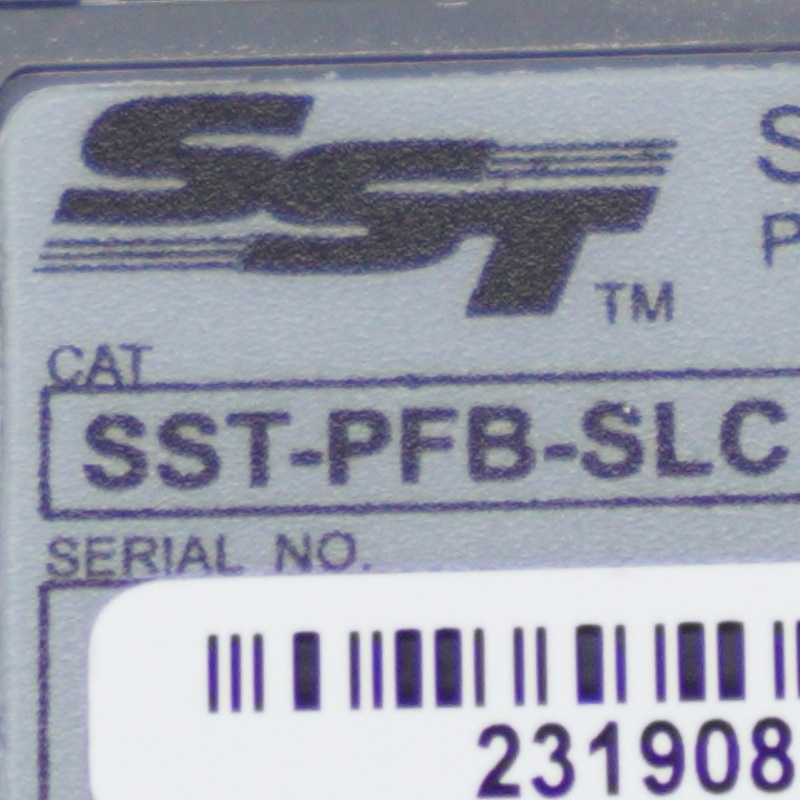 SST
TM
S
P
CAT
SST-PFB-SLC
SERIAL NO.
231908